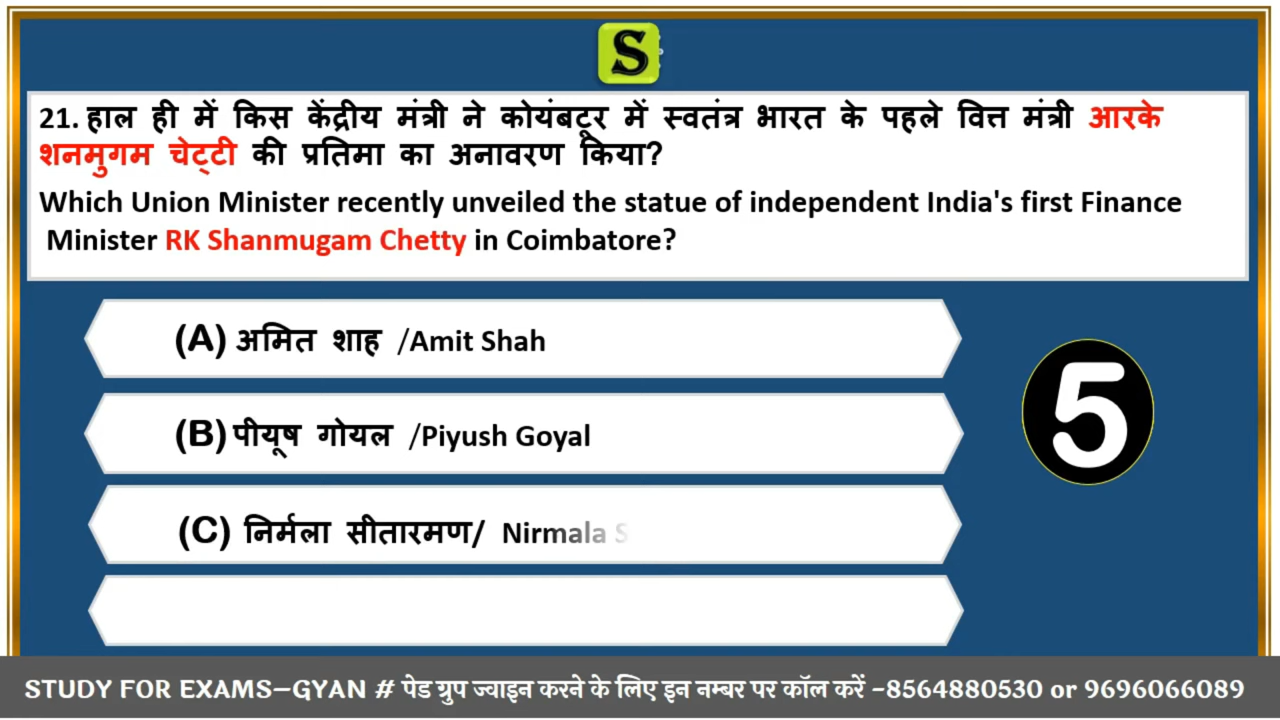 S
21. हाल ही में किस केंद्रीय मंत्री ने कोयंबटूर में स्वतंत्र भारत के पहले वित्त मंत्री आरके
शनमुगम चेट्टी की प्रतिमा का अनावरण किया?
Which Union Minister recently unveiled the statue of independent India's first Finance
Minister RK Shanmugam Chetty in Coimbatore?
(A) अमित शाह /Amit Shah
(B) पीयूष गोयल /Piyush Goyal
(C) निर्मला सीतारमण/ Nirmala S
5
STUDY FOR EXAMS–GYAN # पेड ग्रुप ज्वाइन करने के लिए इन नम्बर पर कॉल करें –8564880530 or 9696066089